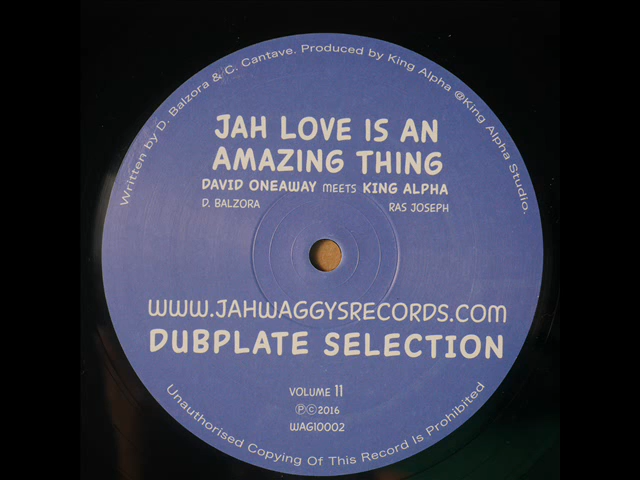 Written by D. Balzora & C. Cantave. Produced by King Alpha @King Alpha Studio.
JAH LOVE IS AN
AMAZING THING
DAVID ONEAWAY MEETS KING ALPHA
D. BALZORA RAS JOSEPH
WWW.JAHWAGGYSRECORDS.COM
DUBPLATE SELECTION
VOLUME 11
℗©2016
WAG10002
Unauthorised Copying Of This Record Is Prohibited